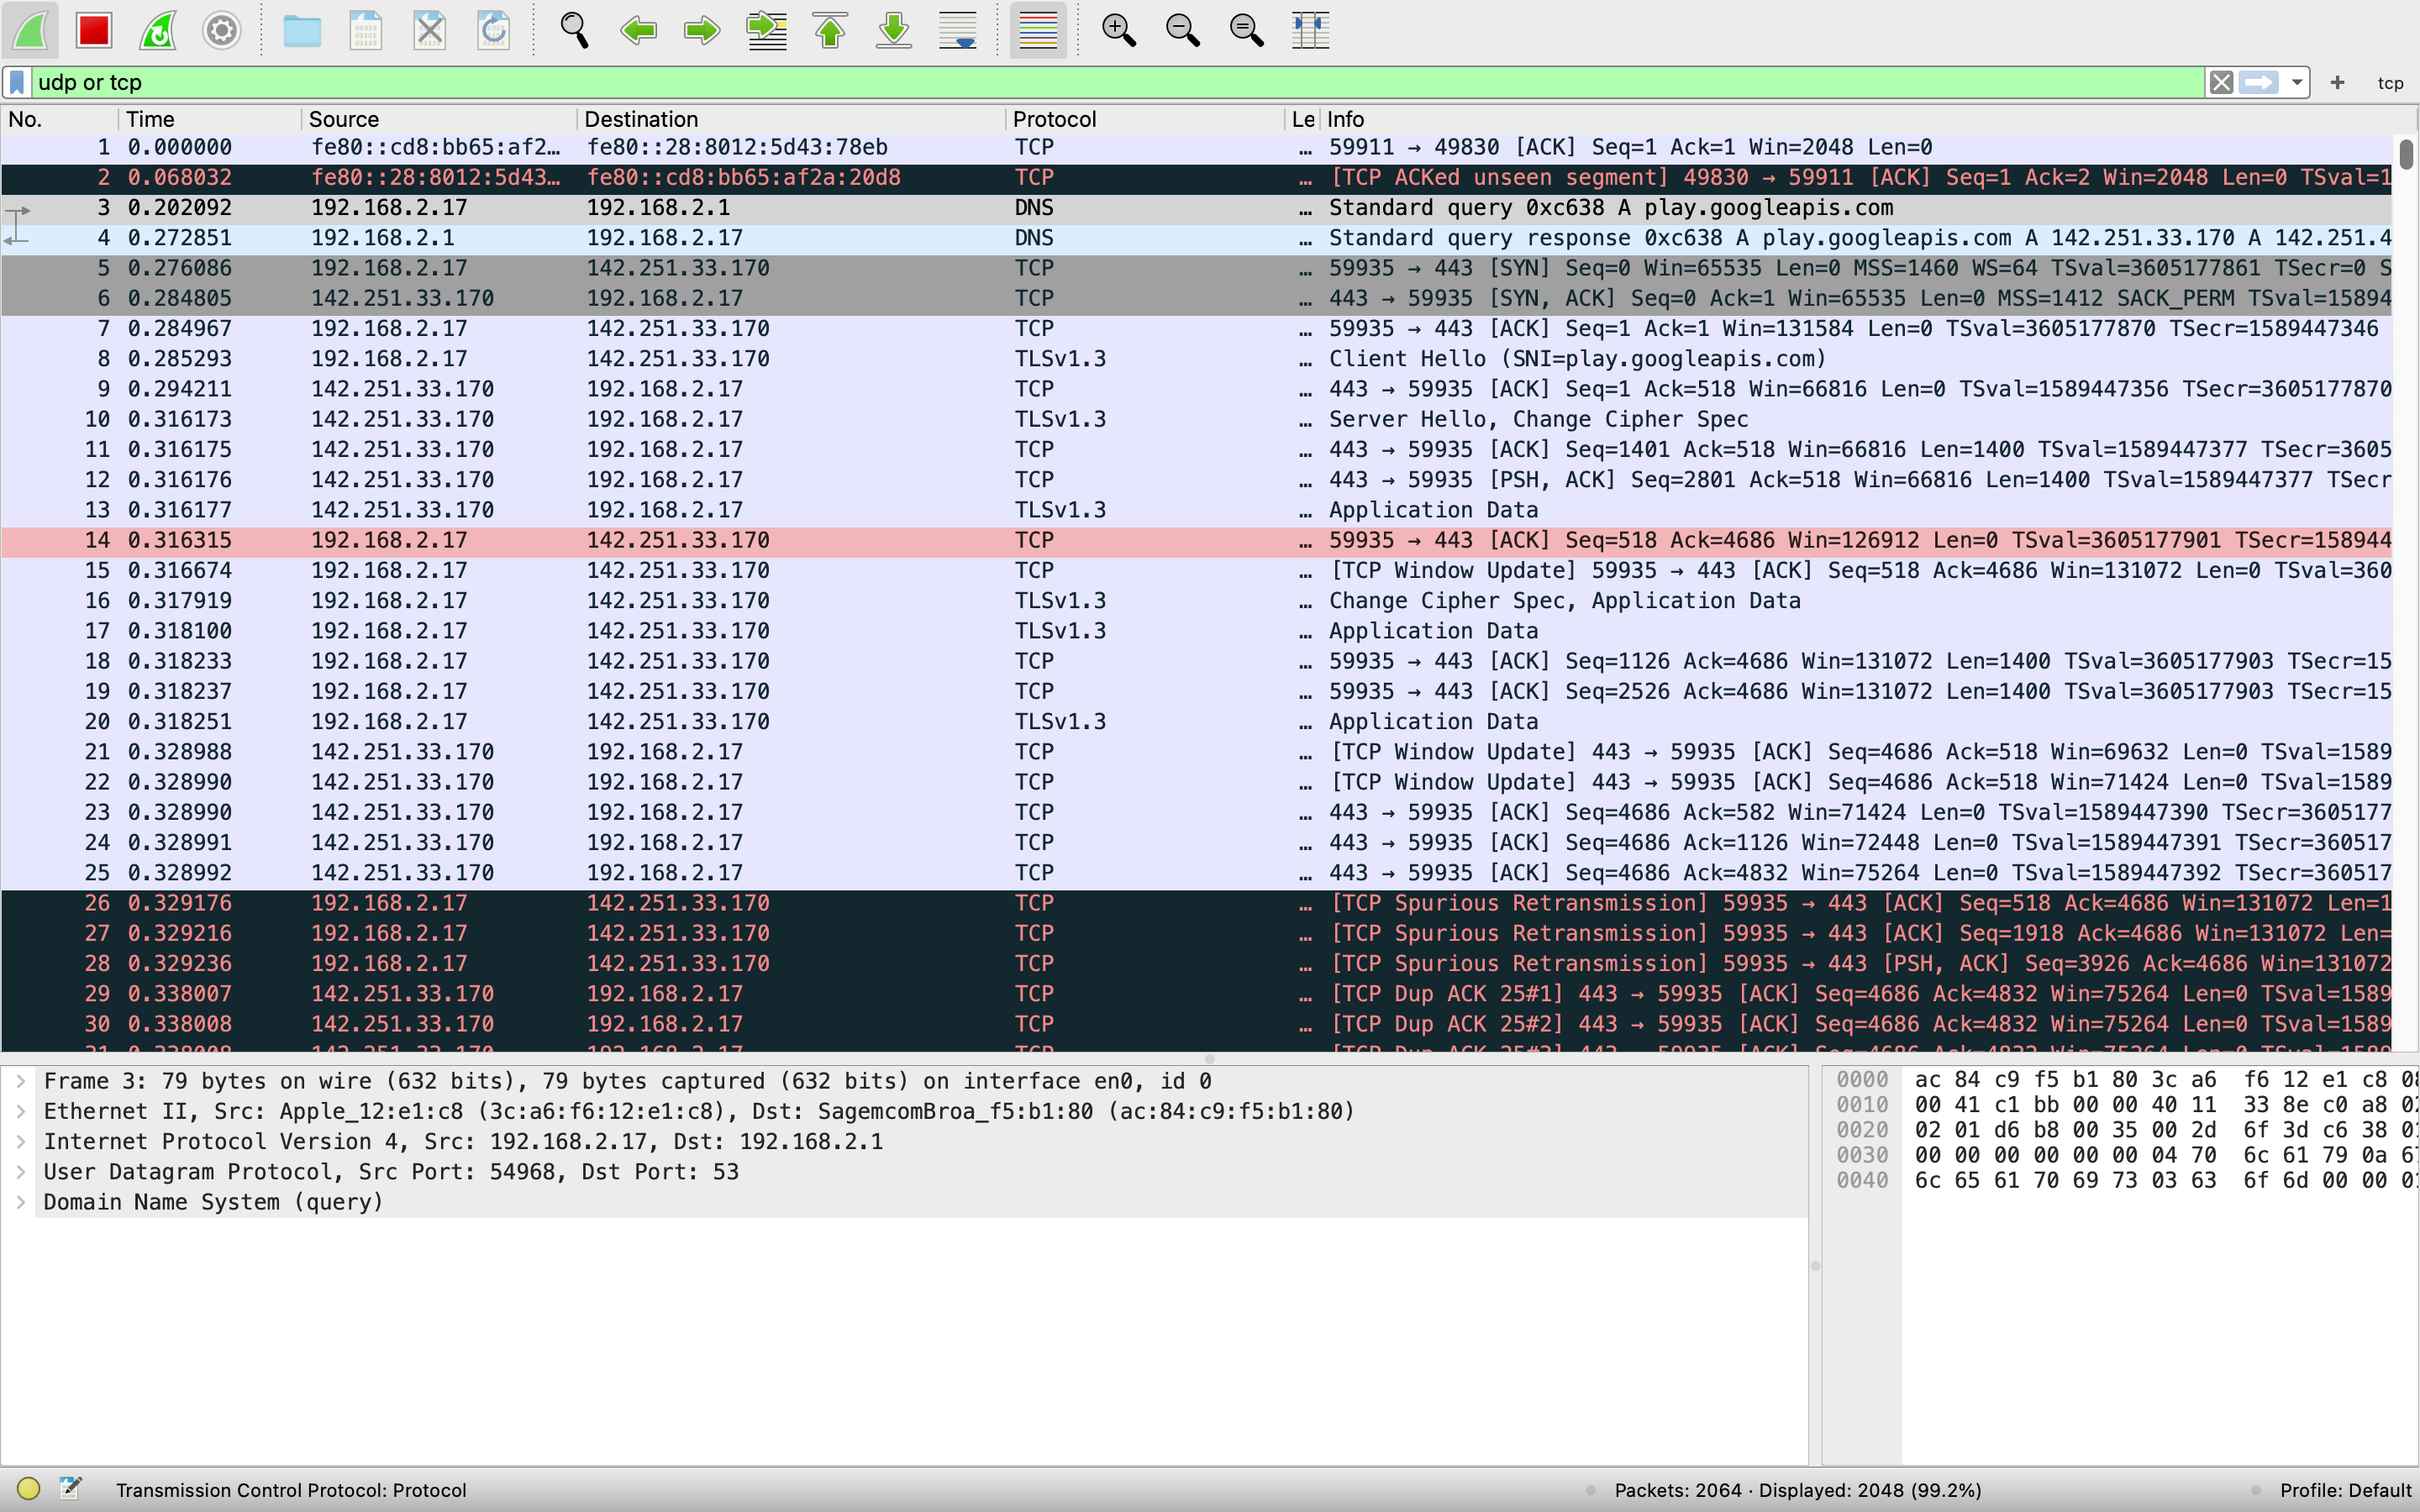 udp or tcp
+ tcp
No. Time Source Destination Protocol Le Info
1 0.000000 fe80::cd8:bb65:af2… fe80::28:8012:5d43:78eb TCP … 59911 → 49830 [ACK] Seq=1 Ack=1 Win=2048 Len=0
2 0.068032 fe80::28:8012:5d43… fe80::cd8:bb65:af2a:20d8 TCP … [TCP ACKed unseen segment] 49830 → 59911 [ACK] Seq=1 Ack=2 Win=2048 Len=0 TSval=1
3 0.202092 192.168.2.17 192.168.2.1 DNS … Standard query 0xc638 A play.googleapis.com
4 0.272851 192.168.2.1 192.168.2.17 DNS … Standard query response 0xc638 A play.googleapis.com A 142.251.33.170 A 142.251.4
5 0.276086 192.168.2.17 142.251.33.170 TCP … 59935 → 443 [SYN] Seq=0 Win=65535 Len=0 MSS=1460 WS=64 TSval=3605177861 TSecr=0 S
6 0.284805 142.251.33.170 192.168.2.17 TCP … 443 → 59935 [SYN, ACK] Seq=0 Ack=1 Win=65535 Len=0 MSS=1412 SACK_PERM TSval=15894
7 0.284967 192.168.2.17 142.251.33.170 TCP … 59935 → 443 [ACK] Seq=1 Ack=1 Win=131584 Len=0 TSval=3605177870 TSecr=1589447346
8 0.285293 192.168.2.17 142.251.33.170 TLSv1.3 … Client Hello (SNI=play.googleapis.com)
9 0.294211 142.251.33.170 192.168.2.17 TCP … 443 → 59935 [ACK] Seq=1 Ack=518 Win=66816 Len=0 TSval=1589447356 TSecr=3605177870
10 0.316173 142.251.33.170 192.168.2.17 TLSv1.3 … Server Hello, Change Cipher Spec
11 0.316175 142.251.33.170 192.168.2.17 TCP … 443 → 59935 [ACK] Seq=1401 Ack=518 Win=66816 Len=1400 TSval=1589447377 TSecr=3605
12 0.316176 142.251.33.170 192.168.2.17 TCP … 443 → 59935 [PSH, ACK] Seq=2801 Ack=518 Win=66816 Len=1400 TSval=1589447377 TSecr
13 0.316177 142.251.33.170 192.168.2.17 TLSv1.3 … Application Data
14 0.316315 192.168.2.17 142.251.33.170 TCP … 59935 → 443 [ACK] Seq=518 Ack=4686 Win=126912 Len=0 TSval=3605177901 TSecr=158944
15 0.316674 192.168.2.17 142.251.33.170 TCP … [TCP Window Update] 59935 → 443 [ACK] Seq=518 Ack=4686 Win=131072 Len=0 TSval=360
16 0.317919 192.168.2.17 142.251.33.170 TLSv1.3 … Change Cipher Spec, Application Data
17 0.318100 192.168.2.17 142.251.33.170 TLSv1.3 … Application Data
18 0.318233 192.168.2.17 142.251.33.170 TCP … 59935 → 443 [ACK] Seq=1126 Ack=4686 Win=131072 Len=1400 TSval=3605177903 TSecr=15
19 0.318237 192.168.2.17 142.251.33.170 TCP … 59935 → 443 [ACK] Seq=2526 Ack=4686 Win=131072 Len=1400 TSval=3605177903 TSecr=15
20 0.318251 192.168.2.17 142.251.33.170 TLSv1.3 … Application Data
21 0.328988 142.251.33.170 192.168.2.17 TCP … [TCP Window Update] 443 → 59935 [ACK] Seq=4686 Ack=518 Win=69632 Len=0 TSval=1589
22 0.328990 142.251.33.170 192.168.2.17 TCP … [TCP Window Update] 443 → 59935 [ACK] Seq=4686 Ack=518 Win=71424 Len=0 TSval=1589
23 0.328990 142.251.33.170 192.168.2.17 TCP … 443 → 59935 [ACK] Seq=4686 Ack=582 Win=71424 Len=0 TSval=1589447390 TSecr=3605177
24 0.328991 142.251.33.170 192.168.2.17 TCP … 443 → 59935 [ACK] Seq=4686 Ack=1126 Win=72448 Len=0 TSval=1589447391 TSecr=360517
25 0.328992 142.251.33.170 192.168.2.17 TCP … 443 → 59935 [ACK] Seq=4686 Ack=4832 Win=75264 Len=0 TSval=1589447392 TSecr=360517
26 0.329176 192.168.2.17 142.251.33.170 TCP … [TCP Spurious Retransmission] 59935 → 443 [ACK] Seq=518 Ack=4686 Win=131072 Len=1
27 0.329216 192.168.2.17 142.251.33.170 TCP … [TCP Spurious Retransmission] 59935 → 443 [ACK] Seq=1918 Ack=4686 Win=131072 Len=
28 0.329236 192.168.2.17 142.251.33.170 TCP … [TCP Spurious Retransmission] 59935 → 443 [PSH, ACK] Seq=3926 Ack=4686 Win=131072
29 0.338007 142.251.33.170 192.168.2.17 TCP … [TCP Dup ACK 25#1] 443 → 59935 [ACK] Seq=4686 Ack=4832 Win=75264 Len=0 TSval=1589
30 0.338008 142.251.33.170 192.168.2.17 TCP … [TCP Dup ACK 25#2] 443 → 59935 [ACK] Seq=4686 Ack=4832 Win=75264 Len=0 TSval=1589
Frame 3: 79 bytes on wire (632 bits), 79 bytes captured (632 bits) on interface en0, id 0
Ethernet II, Src: Apple_12:e1:c8 (3c:a6:f6:12:e1:c8), Dst: SagemcomBroa_f5:b1:80 (ac:84:c9:f5:b1:80)
Internet Protocol Version 4, Src: 192.168.2.17, Dst: 192.168.2.1
User Datagram Protocol, Src Port: 54968, Dst Port: 53
Domain Name System (query)
0000 ac 84 c9 f5 b1 80 3c a6 f6 12 e1 c8
0010 00 41 c1 bb 00 00 40 11 33 8e c0 a8
0020 02 01 d6 b8 00 35 00 2d 6f 3d c6 38
0030 00 00 00 00 00 00 04 70 6c 61 79 0a
0040 6c 65 61 70 69 73 03 63 6f 6d 00 00
Transmission Control Protocol: Protocol
Packets: 2064 · Displayed: 2048 (99.2%)
Profile: Default